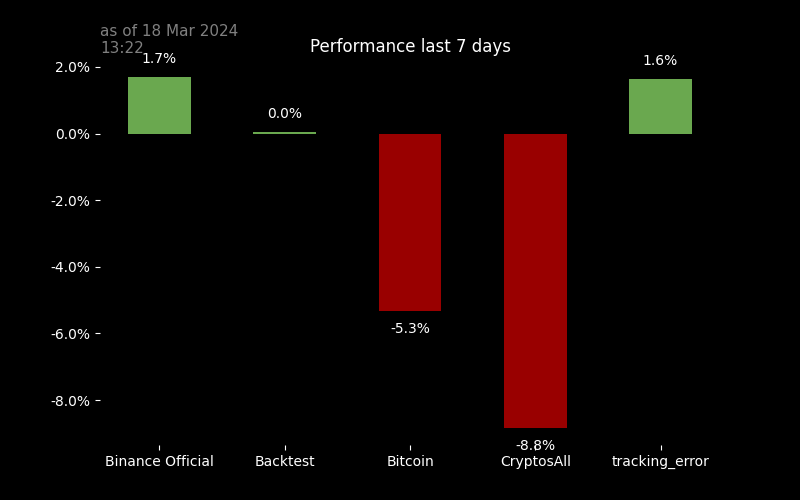 as of 18 Mar 2024
13:22
Performance last 7 days
2.0%
0.0%
-2.0%
-4.0%
-6.0%
-8.0%
1.7%
0.0%
-5.3%
-8.8%
1.6%
Binance Official
Backtest
Bitcoin
CryptosAll
tracking_error